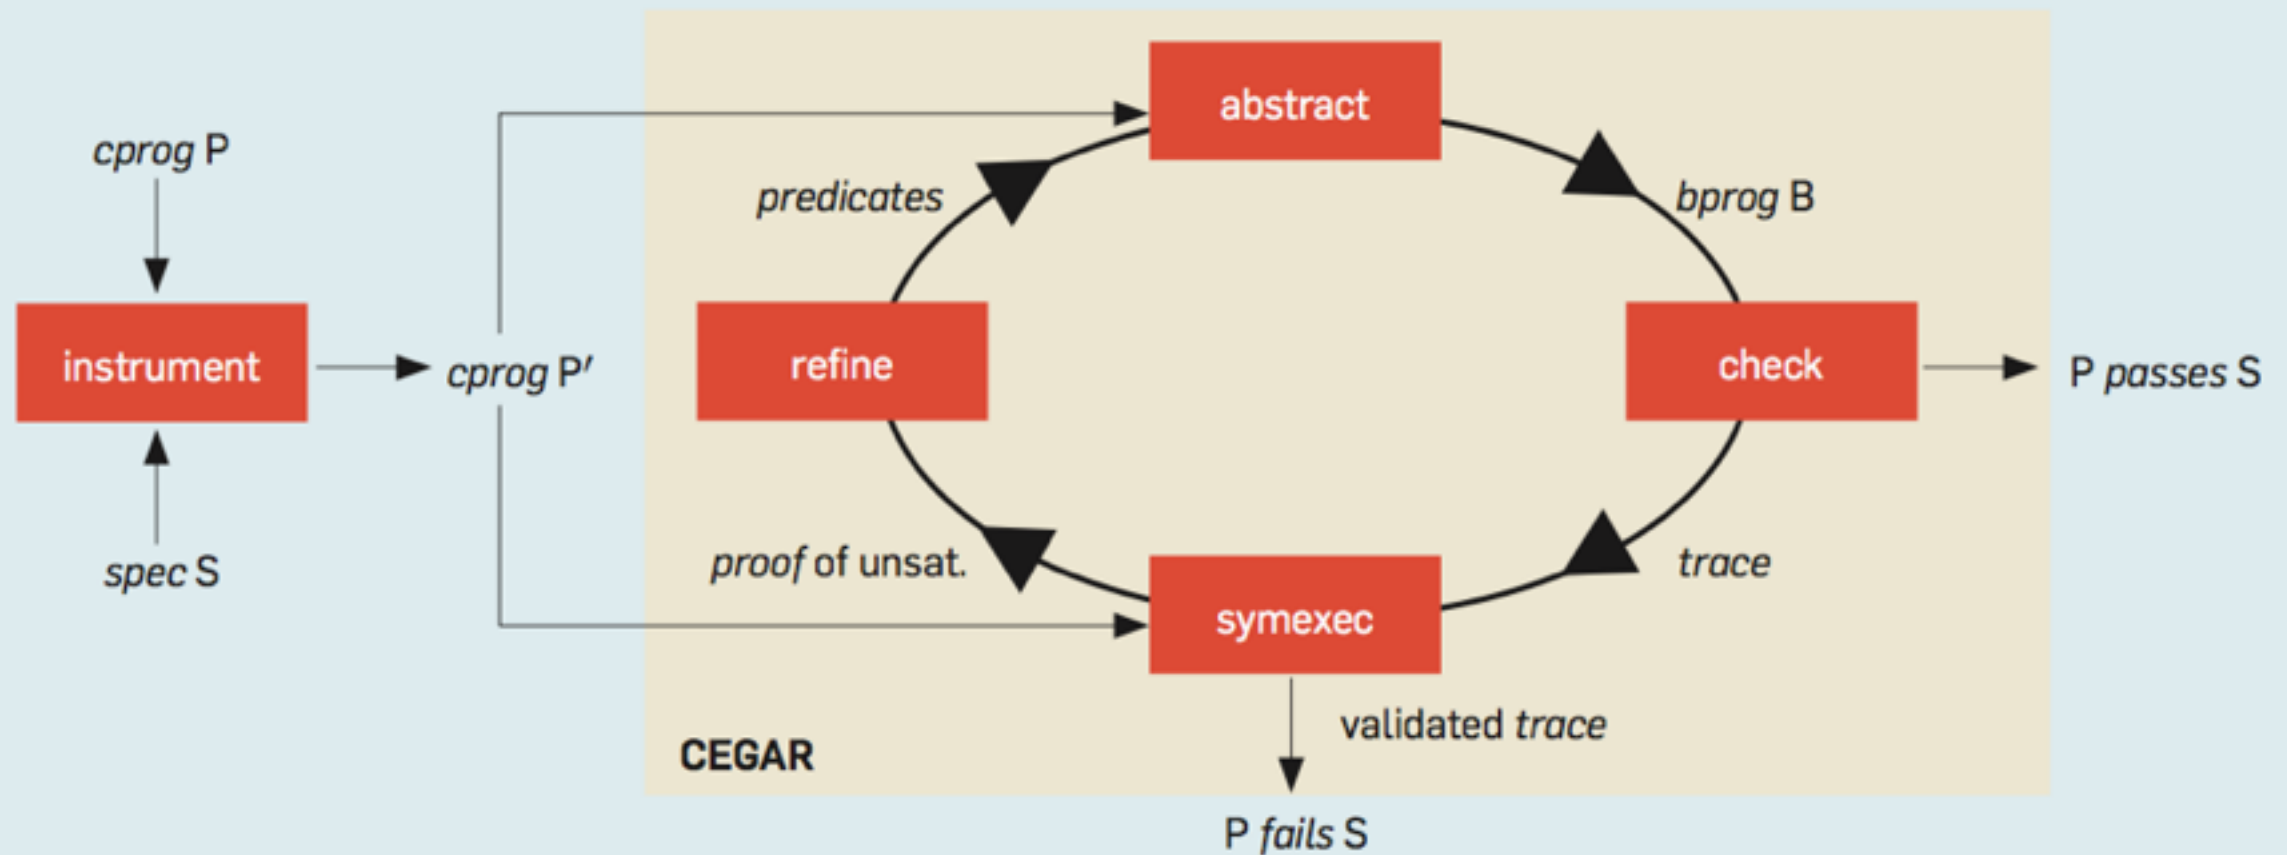 abstract
cprog P
predicates
bprog B
instrument
cprog P′
refine
check
P passes S
spec S
proof of unsat.
trace
symexec
validated trace
CEGAR
P fails S